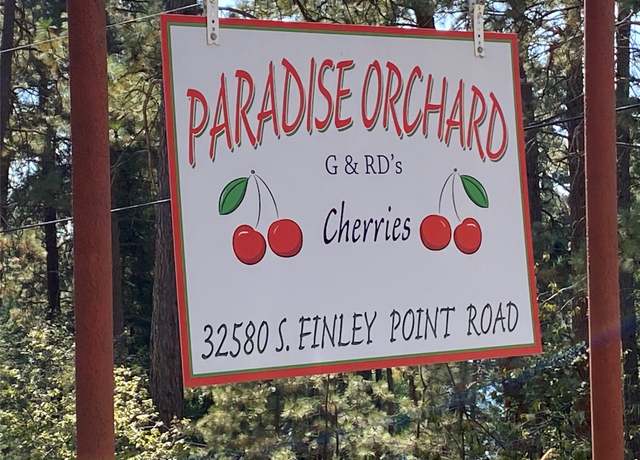 PARADISE ORCHARD
G & RD's
Cherries
32580 S. FINLEY POINT ROAD